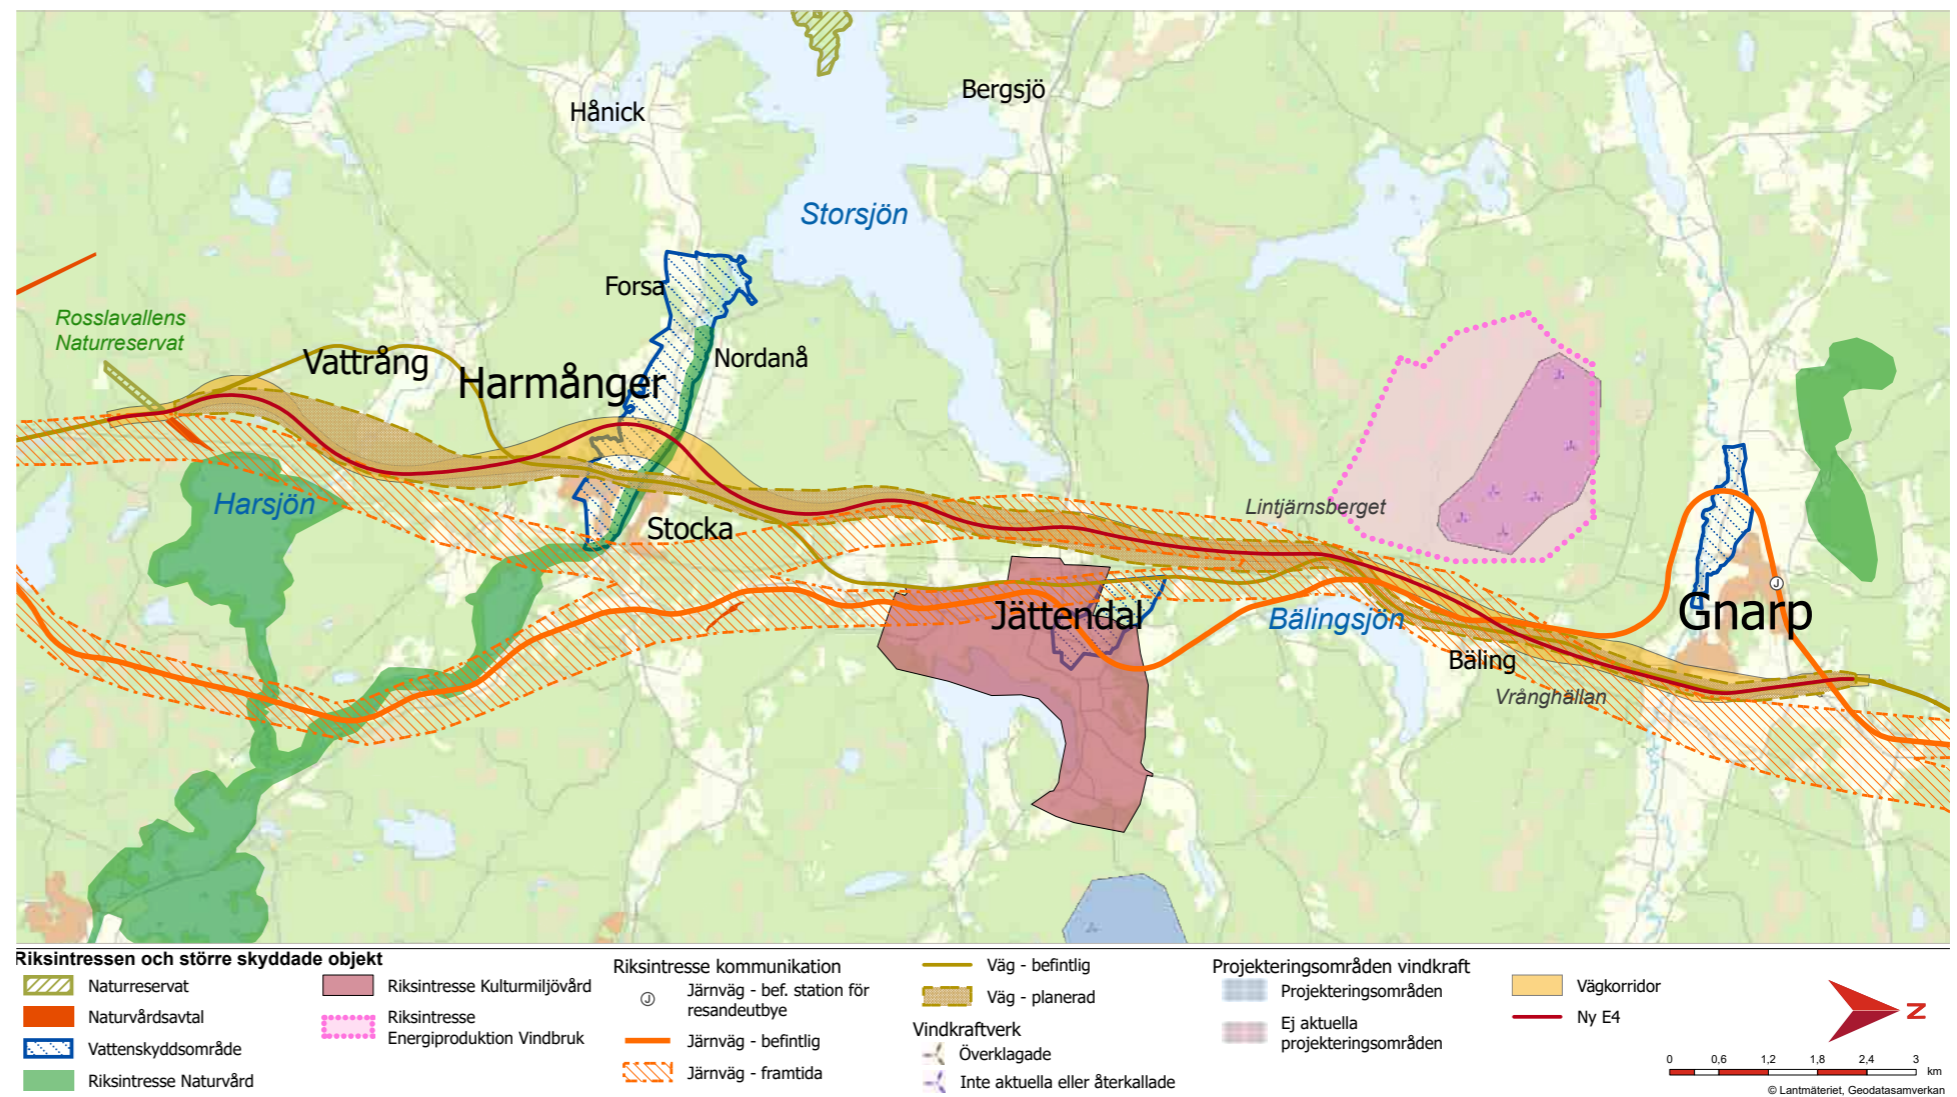 Hånick
Bergsjö
Storsjön
Forsa
Rosslavallens
Naturreservat
Vattrång
Harmånger
Nordanå
Harsjön
Stocka
Lintjärnsberget
Jättendal
Bälingsjön
J
Gnarp
Bäling
Vrånghällan
Riksintressen och större skyddade objekt
Naturreservat
Naturvårdsavtal
Vattenskyddsområde
Riksintresse Naturvård
Riksintresse Kulturmiljövård
Riksintresse
Energiproduktion Vindbruk
Riksintresse kommunikation
J
Järnväg - bef. station för
resandeutbye
Järnväg - befintlig
Järnväg - framtida
Väg - befintlig
Väg - planerad
Vindkraftverk
Överklagade
Inte aktuella eller återkallade
Projekteringsområden vindkraft
Projekteringsområden
Ej aktuella
projekteringsområden
Vägkorridor
Ny E4
N
0 0,6 1,2 1,8 2,4 3
km
© Lantmäteriet, Geodatasamverkan